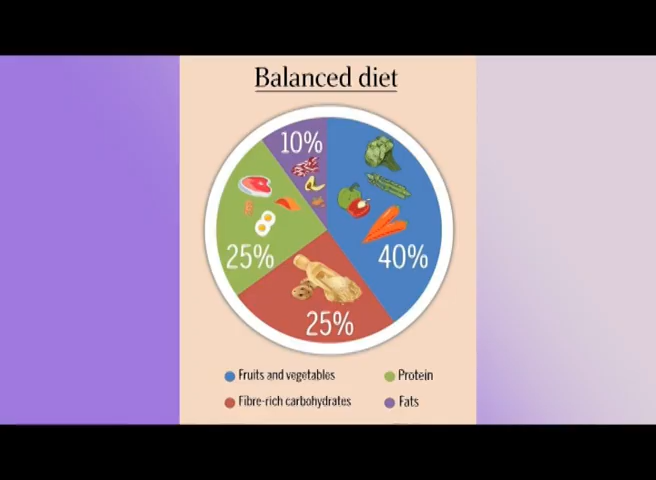 Balanced diet
10%
40%
25%
25%
Fruits and vegetables
Protein
Fibre-rich carbohydrates
Fats